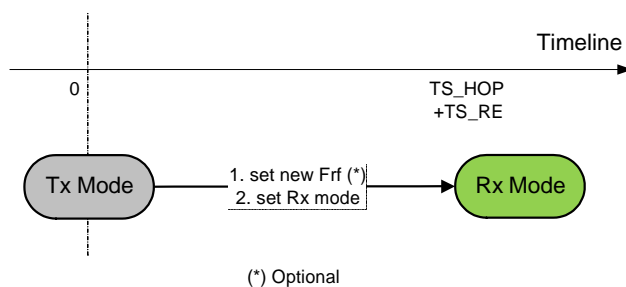 Timeline
0
TS_HOP
+TS_RE
Tx Mode
1. set new Frf (*)
2. set Rx mode
Rx Mode
(*) Optional